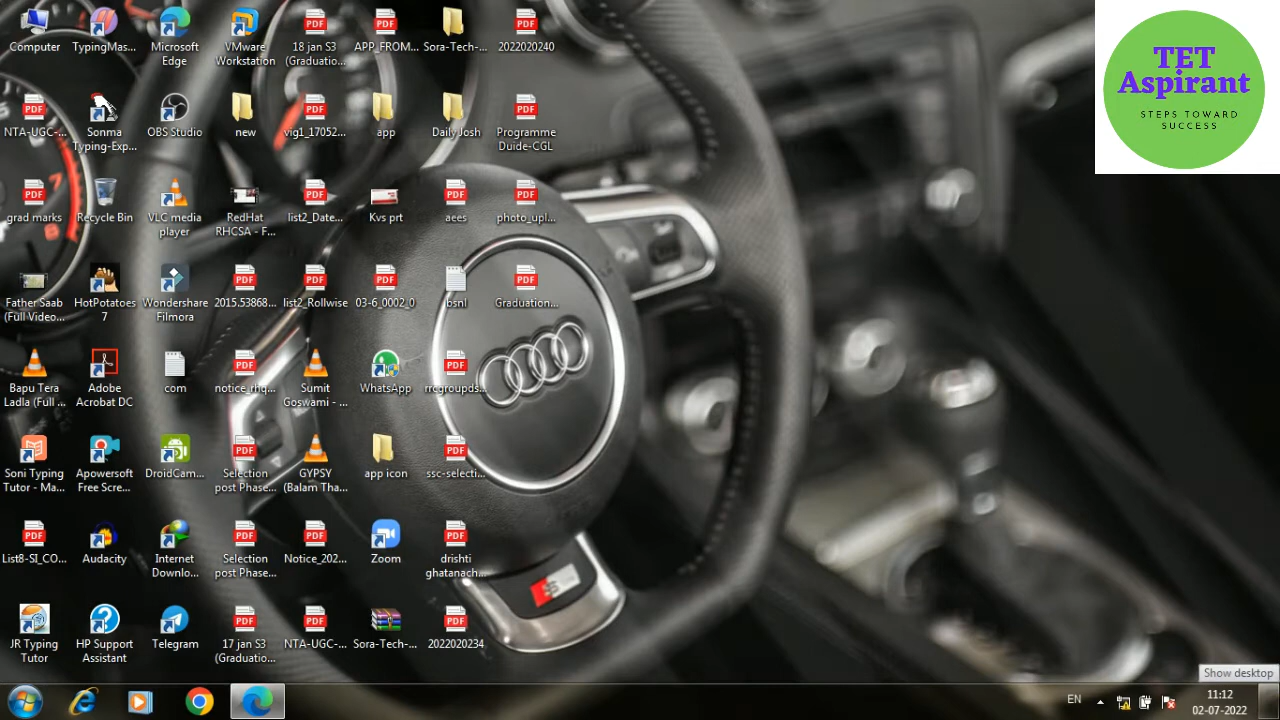 Computer
TypingMas...
Microsoft
Edge
VMware
Workstation
18 jan S3
(Graduatio...
APP_FROM...
Sora-Tech-...
2022020240
TET
Aspirant
STEPS TOWARD
SUCCESS
NTA-UGC-...
Sonma
Typing-Exp...
OBS Studio
new
vig1_17052...
app
Daily Josh
Programme
Duide-CGL
grad marks
Recycle Bin
VLC media
player
RedHat
RHCSA - F...
list2_Date...
Kvs prt
aees
photo_upl...
Father Saab
(Full Video...
HotPotatoes
7
Wondershare
Filmora
2015.53868...
list2_Rollwise
03-6_0002_0
bsnl
Graduation...
Bapu Tera
Ladla (Full ...
Adobe
Acrobat DC
com
notice_rhq...
Sumit
Goswami - ...
WhatsApp
rrcgroupds...
Soni Typing
Tutor - Ma...
Apowersoft
Free Scre...
DroidCam...
Selection
post Phase...
GYPSY
(Balam Tha...
app icon
ssc-selecti...
List8-SI_CO...
Audacity
Internet
Downlo...
Selection
post Phase...
Notice_202...
Zoom
drishti
ghatanach...
JR Typing
Tutor
HP Support
Assistant
Telegram
17 jan S3
(Graduatio...
NTA-UGC-...
Sora-Tech-...
2022020234
Show desktop
EN
11:12
02-07-2022